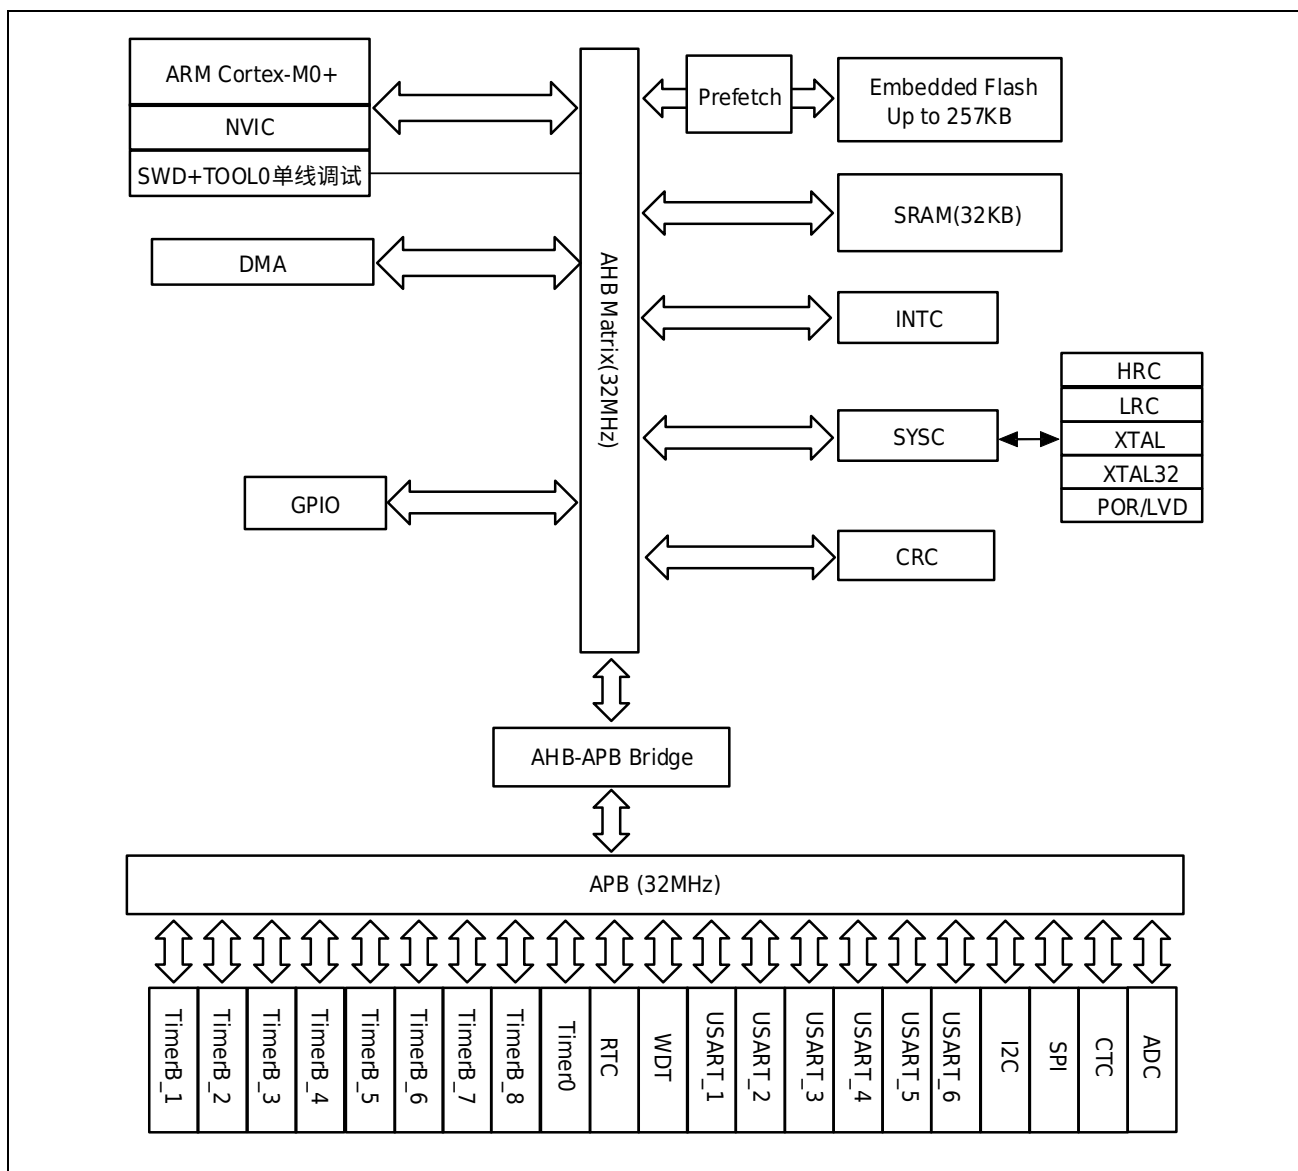 ARM Cortex-M0+
NVIC
SWD+TOOL0单线调试
DMA
GPIO
AHB Matrix(32MHz)
Prefetch
Embedded Flash
Up to 257KB
SRAM(32KB)
INTC
SYSC
HRC
LRC
XTAL
XTAL32
POR/LVD
CRC
AHB-APB Bridge
APB (32MHz)
TimerB_1
TimerB_2
TimerB_3
TimerB_4
TimerB_5
TimerB_6
TimerB_7
TimerB_8
Timer0
RTC
WDT
USART_1
USART_2
USART_3
USART_4
USART_5
USART_6
I2C
SPI
CTC
ADC